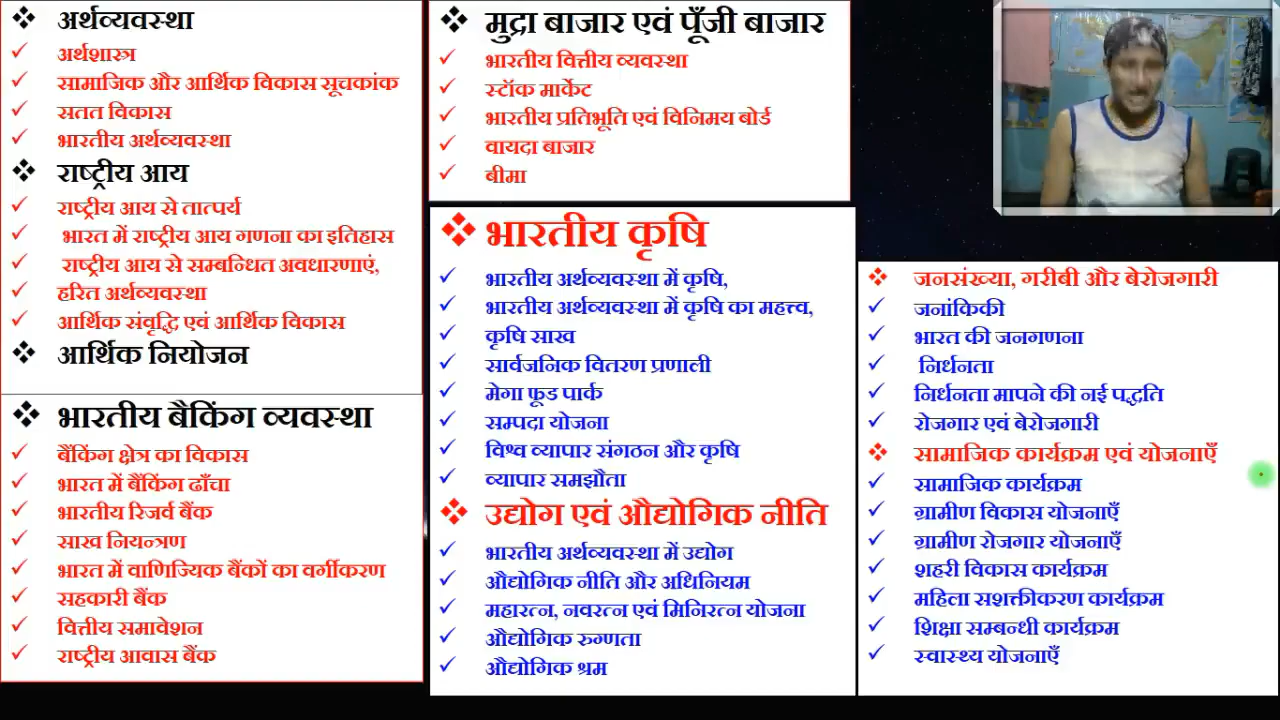 अर्थव्यवस्था
अर्थशास्त्र
सामाजिक और आर्थिक विकास सूचकांक
सतत विकास
भारतीय अर्थव्यवस्था
राष्ट्रीय आय
राष्ट्रीय आय से तात्पर्य
भारत में राष्ट्रीय आय गणना का इतिहास
राष्ट्रीय आय से सम्बन्धित अवधारणाएं,
हरित अर्थव्यवस्था
आर्थिक संवृद्धि एवं आर्थिक विकास
आर्थिक नियोजन
भारतीय बैकिंग व्यवस्था
बैंकिंग क्षेत्र का विकास
भारत में बैंकिंग ढाँचा
भारतीय रिजर्व बैंक
साख नियन्त्रण
भारत में वाणिज्यिक बैंकों का वर्गीकरण
सहकारी बैंक
वित्तीय समावेशन
राष्ट्रीय आवास बैंक
मुद्रा बाजार एवं पूँजी बाजार
भारतीय वित्तीय व्यवस्था
स्टॉक मार्केट
भारतीय प्रतिभूति एवं विनिमय बोर्ड
वायदा बाजार
बीमा
भारतीय कृषि
भारतीय अर्थव्यवस्था में कृषि,
भारतीय अर्थव्यवस्था में कृषि का महत्त्व,
कृषि साख
सार्वजनिक वितरण प्रणाली
मेगा फूड पार्क
सम्पदा योजना
विश्व व्यापार संगठन और कृषि
व्यापार समझौता
उद्योग एवं औद्योगिक नीति
भारतीय अर्थव्यवस्था में उद्योग
औद्योगिक नीति और अधिनियम
महारत्न, नवरत्न एवं मिनिरत्न योजना
औद्योगिक रुग्णता
औद्योगिक श्रम
जनसंख्या, गरीबी और बेरोजगारी
जनांकिकी
भारत की जनगणना
निर्धनता
निर्धनता मापने की नई पद्धति
रोजगार एवं बेरोजगारी
सामाजिक कार्यक्रम एवं योजनाएँ
सामाजिक कार्यक्रम
ग्रामीण विकास योजनाएँ
ग्रामीण रोजगार योजनाएँ
शहरी विकास कार्यक्रम
महिला सशक्तीकरण कार्यक्रम
शिक्षा सम्बन्धी कार्यक्रम
स्वास्थ्य योजनाएँ